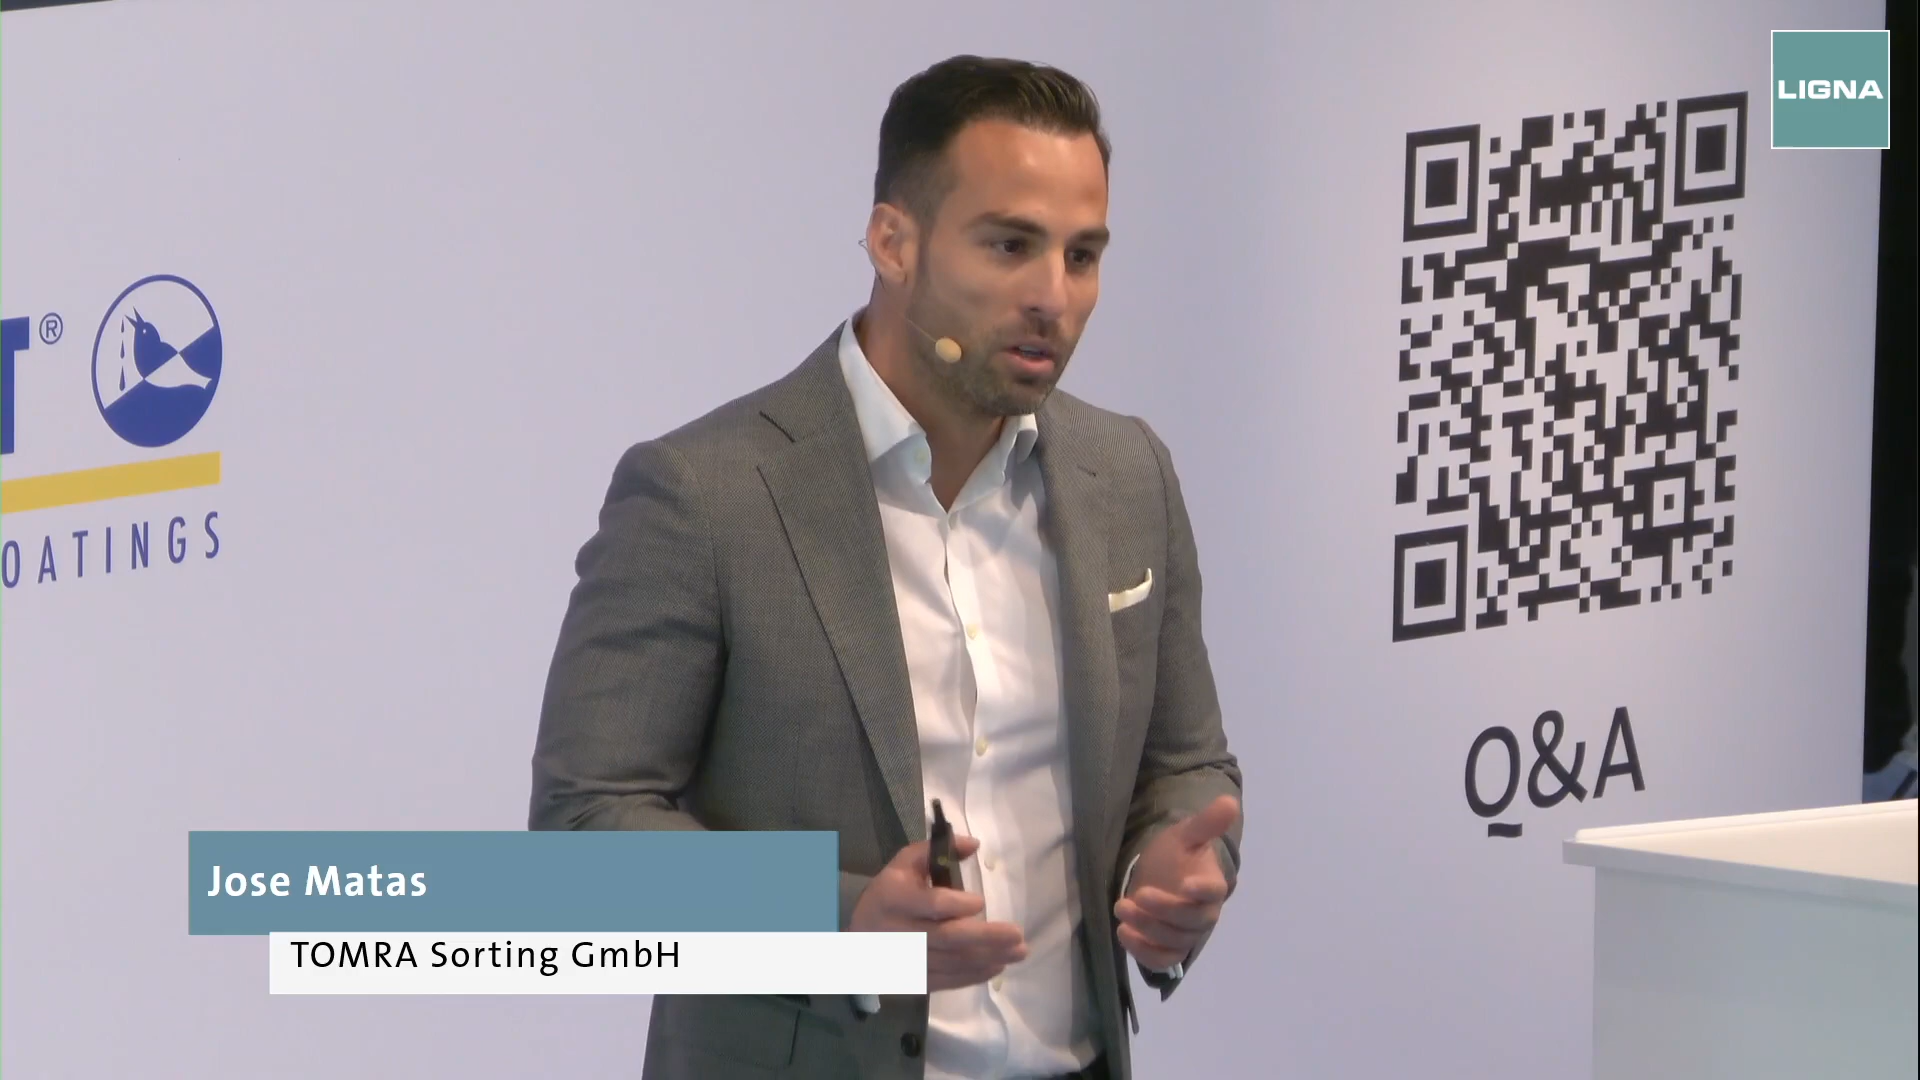 LIGNA
®
OATINGS
Q&A
Jose Matas
TOMRA Sorting GmbH